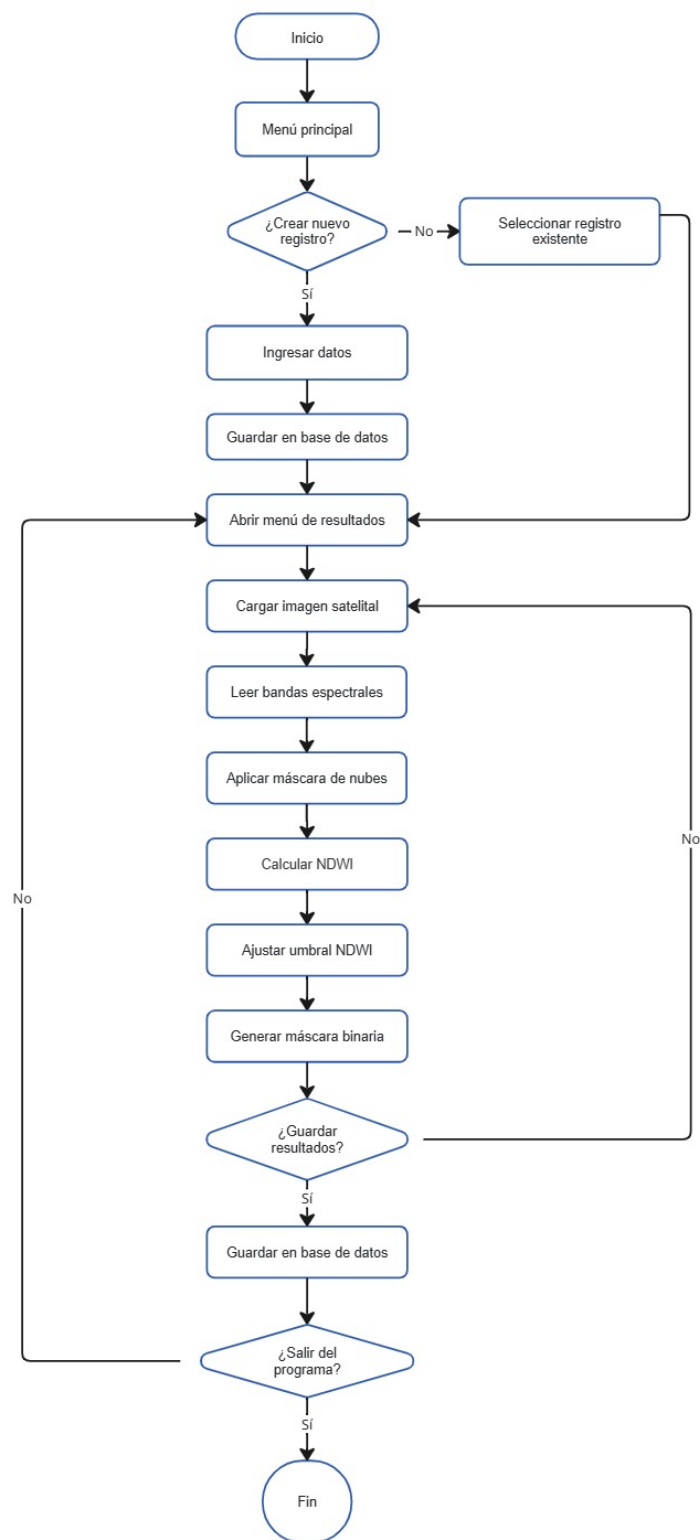 Inicio
Menú principal
¿Crear nuevo
registro?
No
Seleccionar registro
existente
Sí
Ingresar datos
Guardar en base de datos
Abrir menú de resultados
Cargar imagen satelital
Leer bandas espectrales
Aplicar máscara de nubes
No
Calcular NDWI
No
Ajustar umbral NDWI
Generar máscara binaria
¿Guardar
resultados?
Sí
Guardar en base de datos
¿Salir del
programa?
Sí
Fin